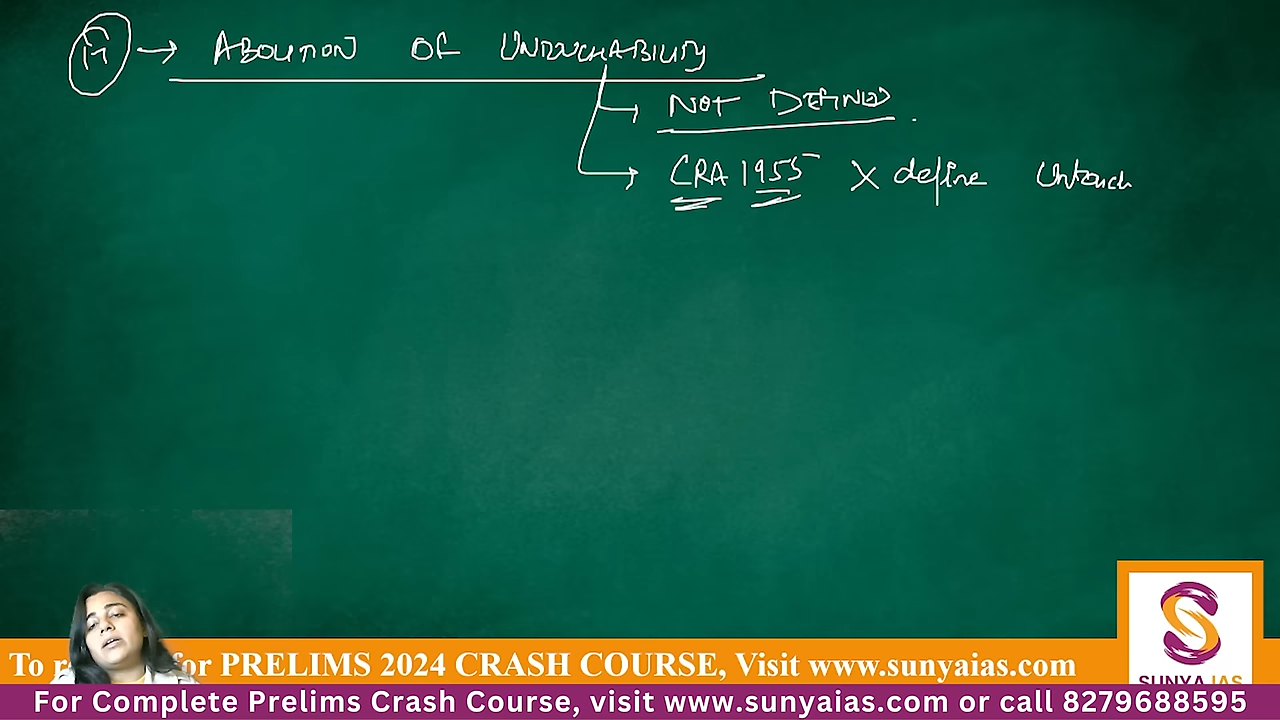 17 → ABOLITION OF UNTOUCHABILITY
→ NOT DEFINED.
→ CRA 1955 X define Untouch
To re for PRELIMS 2024 CRASH COURSE, Visit www.sunyaias.com
SUNYA IAS
For Complete Prelims Crash Course, visit www.sunyaias.com or call 8279688595